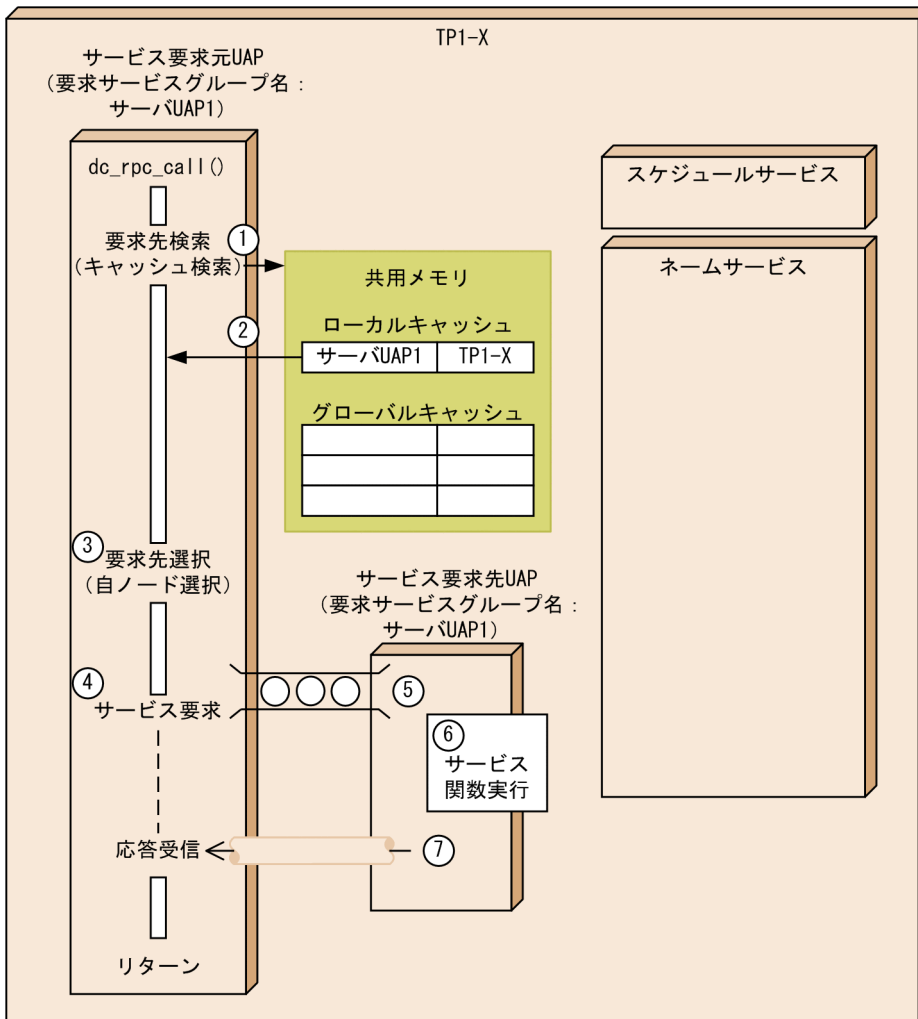 TP1-X
サービス要求元UAP
(要求サービスグループ名：
サーバUAP1)
dc_rpc_call()
要求先検索
(キャッシュ検索)
①
②
共用メモリ
ローカルキャッシュ
サーバUAP1 TP1-X
グローバルキャッシュ
③
要求先選択
(自ノード選択)
④
サービス要求
応答受信
リターン
サービス要求先UAP
(要求サービスグループ名：
サーバUAP1)
⑤
⑥
サービス
関数実行
⑦
スケジュールサービス
ネームサービス